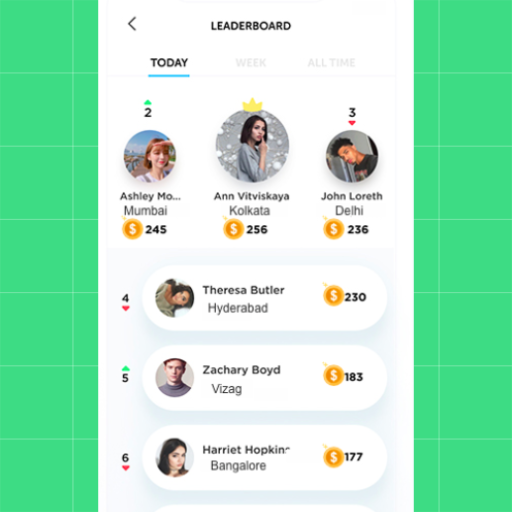 LEADERBOARD
TODAY WEEK ALL TIME
2 3
Ashley Mo... Ann Vitviskaya John Loreth
Mumbai Kolkata Delhi
$ 245 $ 256 $ 236
Theresa Butler
4 $ 230
Hyderabad
Zachary Boyd
5 $ 183
Vizag
Harriet Hopkin
6 $ 177
Bangalore